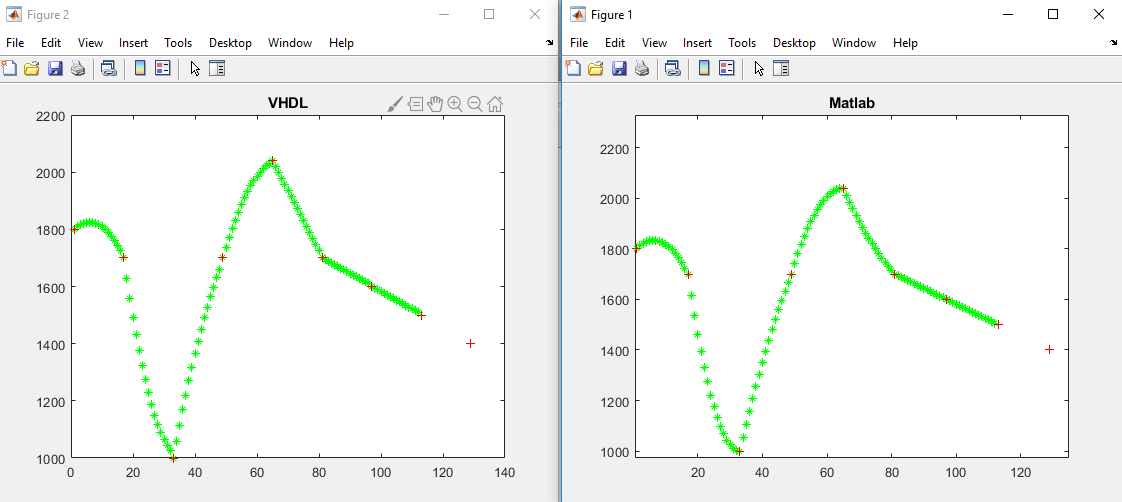 Figure 2
File Edit View Insert Tools Desktop Window Help
VHDL
2200
2000
1800
1600
1400
1200
1000
0 20 40 60 80 100 120 140
Figure 1
File Edit View Insert Tools Desktop Window Help
Matlab
2200
2000
1800
1600
1400
1200
1000
20 40 60 80 100 120